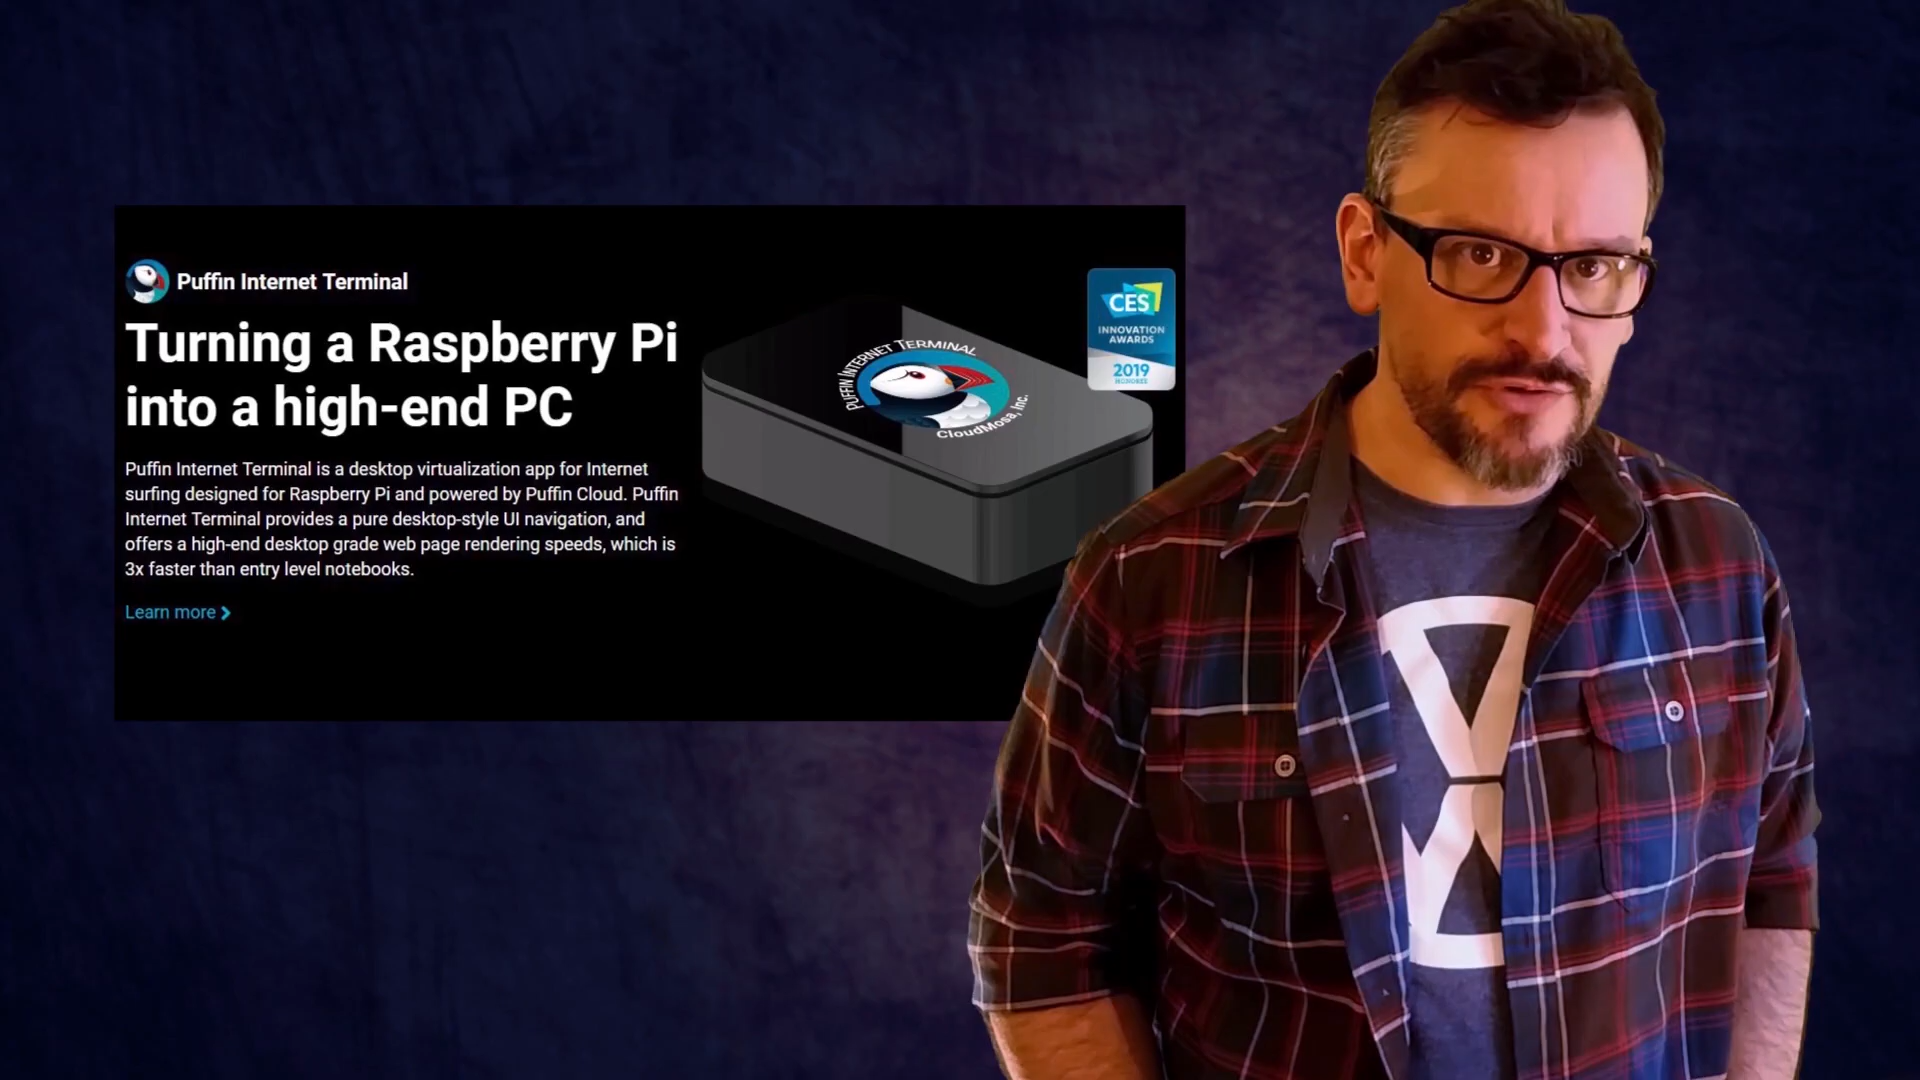 Puffin Internet Terminal
Turning a Raspberry Pi
into a high-end PC
Puffin Internet Terminal is a desktop virtualization app for Internet
surfing designed for Raspberry Pi and powered by Puffin Cloud. Puffin
Internet Terminal provides a pure desktop-style UI navigation, and
offers a high-end desktop grade web page rendering speeds, which is
3x faster than entry level notebooks.
Learn more
PUFFIN INTERNET TERMINAL
CloudMosa, Inc.
CES
INNOVATION
AWARDS
2019
HONOREE